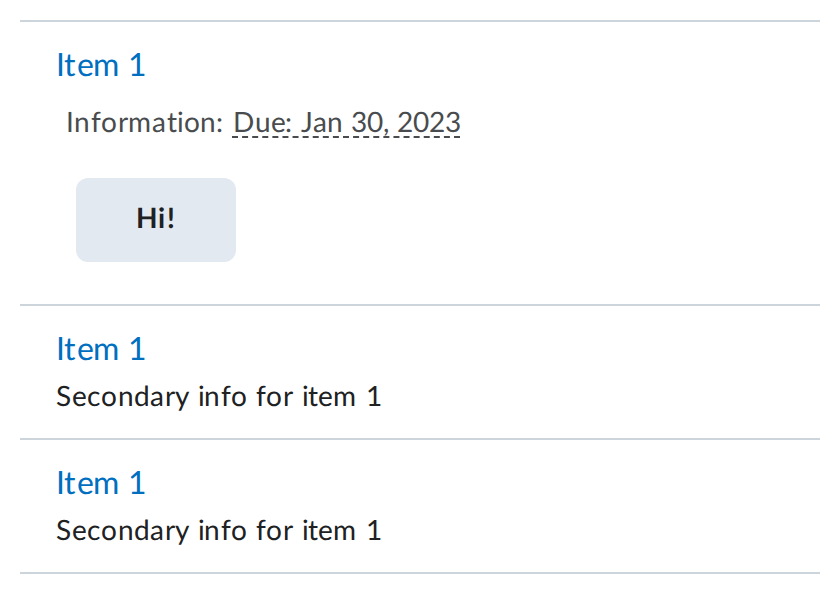 Item 1
Information: Due: Jan 30, 2023
Hi!
Item 1
Secondary info for item 1
Item 1
Secondary info for item 1